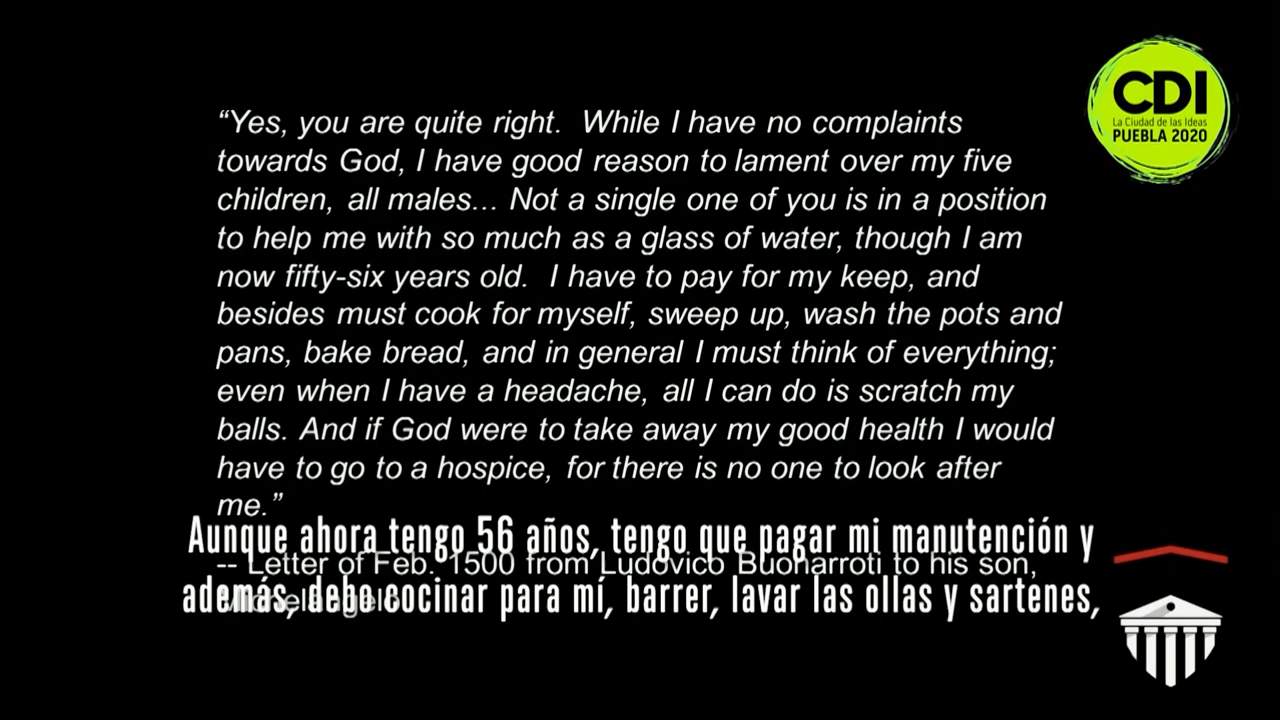 CDI
La Ciudad de las Ideas
PUEBLA 2020
“Yes, you are quite right.  While I have no complaints
towards God, I have good reason to lament over my five
children, all males... Not a single one of you is in a position
to help me with so much as a glass of water, though I am
now fifty-six years old.  I have to pay for my keep, and
besides must cook for myself, sweep up, wash the pots and
pans, bake bread, and in general I must think of everything;
even when I have a headache, all I can do is scratch my
balls. And if God were to take away my good health I would
have to go to a hospice, for there is no one to look after
me.”
Aunque ahora tengo 56 años, tengo que pagar mi manutención y
-- Letter of Feb. 1500 from Ludovico Buonarroti to his son,
además, debo cocinar para mí, barrer, lavar las ollas y sartenes,